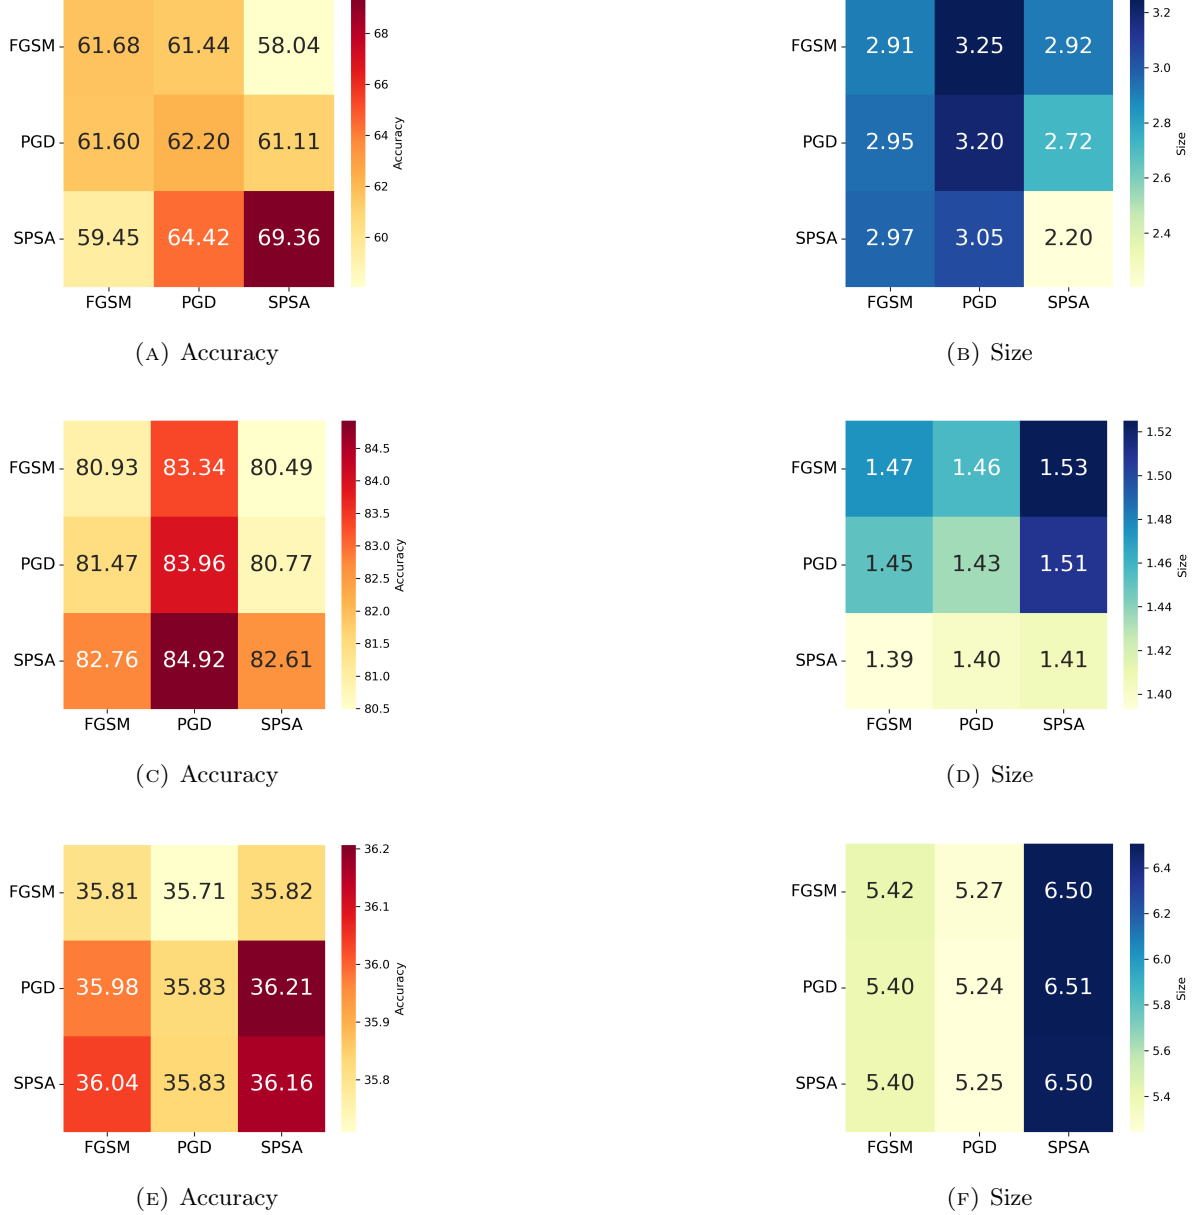 FGSM 61.68 61.44 58.04
PGD 61.60 62.20 61.11
SPSA 59.45 64.42 69.36
FGSM PGD SPSA
68
66
64
62
60
Accuracy
(A) Accuracy
FGSM 2.91 3.25 2.92
PGD 2.95 3.20 2.72
SPSA 2.97 3.05 2.20
FGSM PGD SPSA
3.2
3.0
2.8
2.6
2.4
Size
(B) Size
FGSM 80.93 83.34 80.49
PGD 81.47 83.96 80.77
SPSA 82.76 84.92 82.61
FGSM PGD SPSA
84.5
84.0
83.5
83.0
82.5
82.0
81.5
81.0
80.5
Accuracy
(C) Accuracy
FGSM 1.47 1.46 1.53
PGD 1.45 1.43 1.51
SPSA 1.39 1.40 1.41
FGSM PGD SPSA
1.52
1.50
1.48
1.46
1.44
1.42
1.40
Size
(D) Size
FGSM 35.81 35.71 35.82
PGD 35.98 35.83 36.21
SPSA 36.04 35.83 36.16
FGSM PGD SPSA
36.2
36.1
36.0
35.9
35.8
Accuracy
(E) Accuracy
FGSM 5.42 5.27 6.50
PGD 5.40 5.24 6.51
SPSA 5.40 5.25 6.50
FGSM PGD SPSA
6.4
6.2
6.0
5.8
5.6
5.4
Size
(F) Size